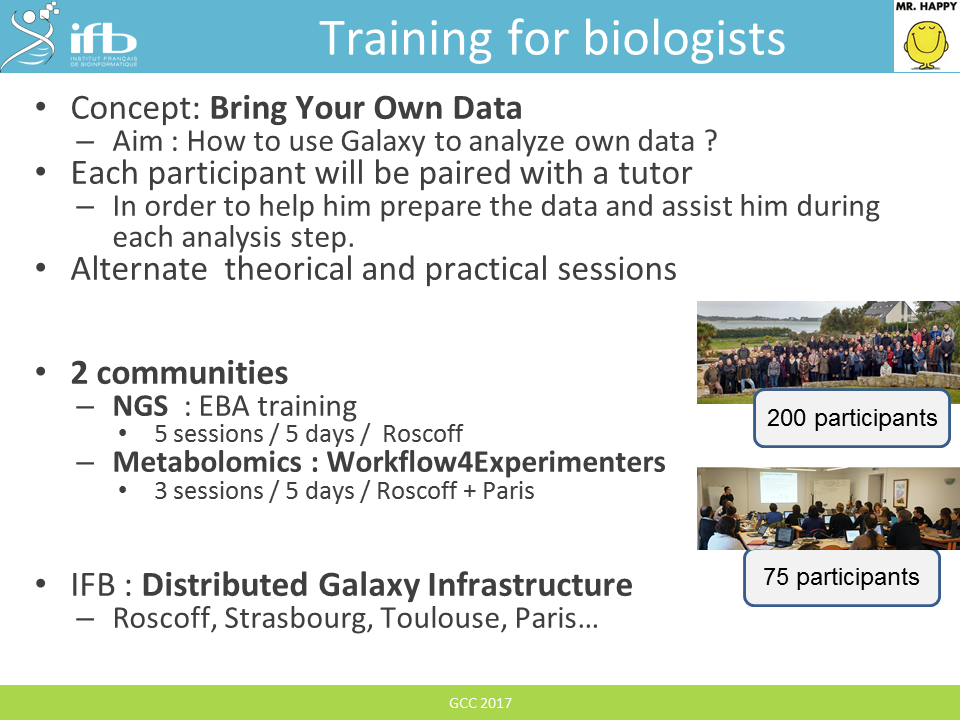 ifb
INSTITUT FRANÇAIS
DE BIOINFORMATIQUE
Training for biologists
MR. HAPPY
• Concept: Bring Your Own Data
– Aim : How to use Galaxy to analyze own data ?
• Each participant will be paired with a tutor
– In order to help him prepare the data and assist him during
each analysis step.
• Alternate theorical and practical sessions
• 2 communities
– NGS : EBA training
• 5 sessions / 5 days / Roscoff
– Metabolomics : Workflow4Experimenters
• 3 sessions / 5 days / Roscoff + Paris
200 participants
75 participants
• IFB : Distributed Galaxy Infrastructure
– Roscoff, Strasbourg, Toulouse, Paris…
GCC 2017